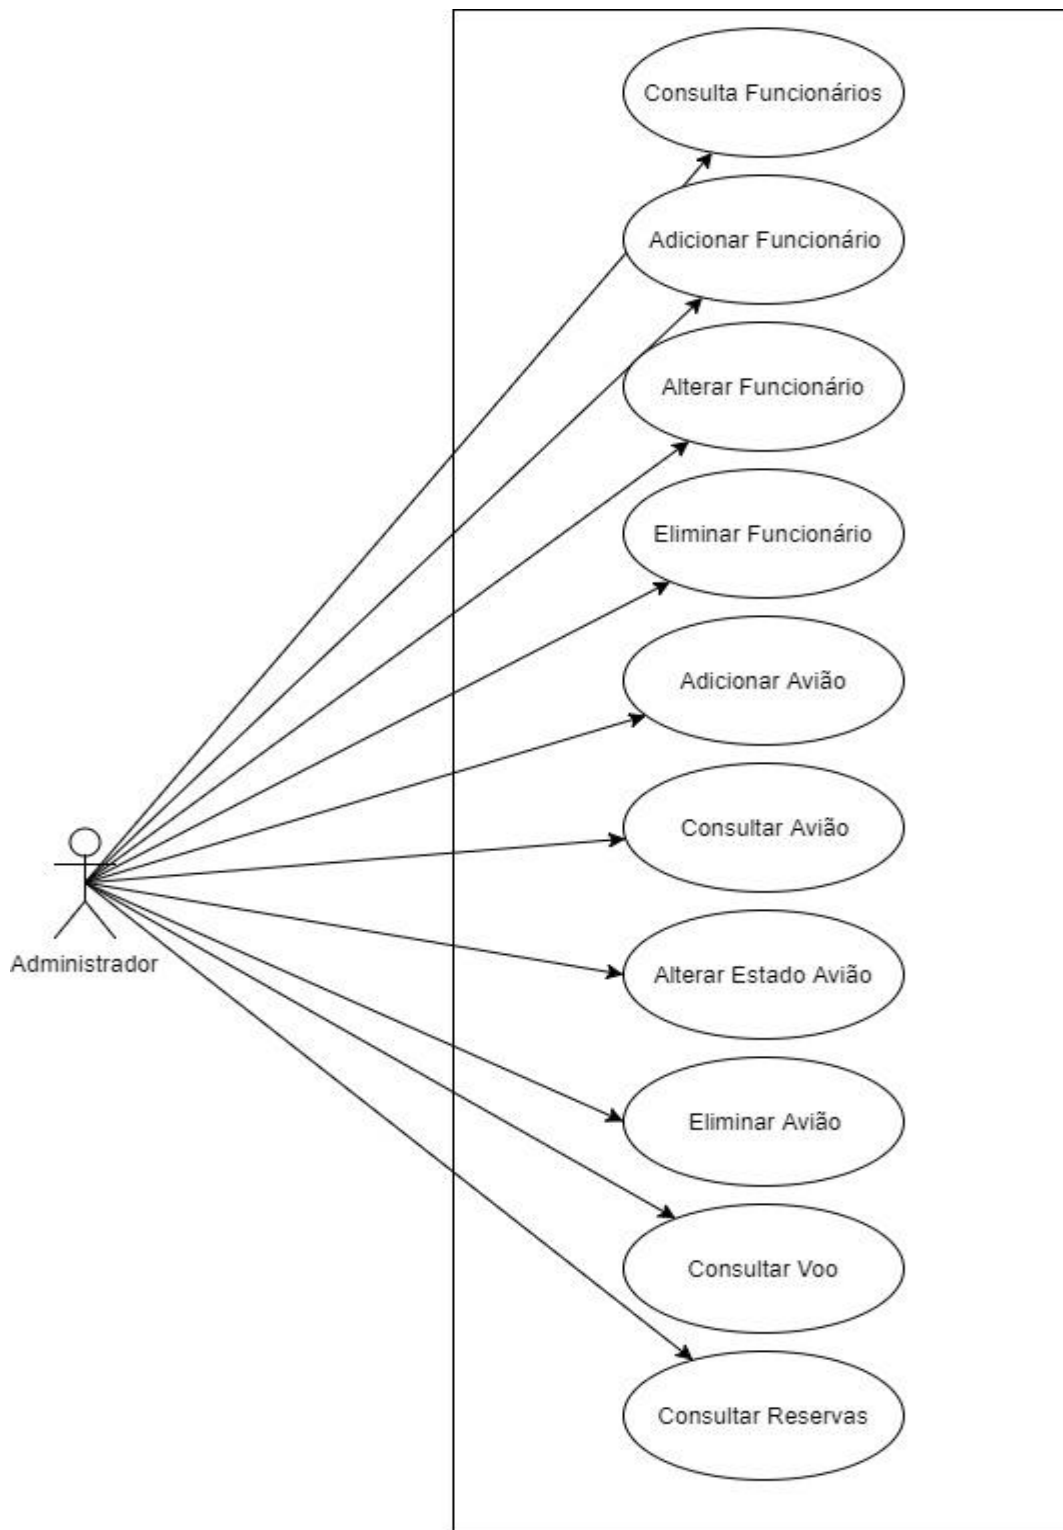 Consulta Funcionários
Adicionar Funcionário
Alterar Funcionário
Eliminar Funcionário
Adicionar Avião
Consultar Avião
Administrador
Alterar Estado Avião
Eliminar Avião
Consultar Voo
Consultar Reservas